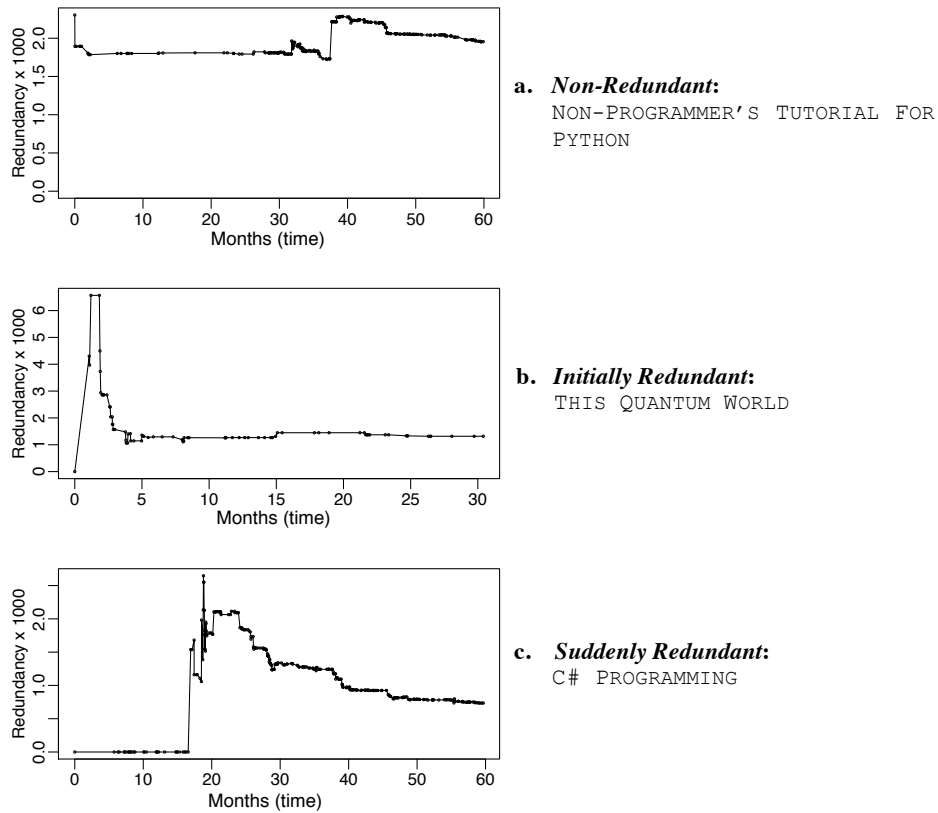 Redundancy x 1000
0.0 0.5 1.0 1.5 2.0
0 10 20 30 40 50 60
Months (time)
a. Non-Redundant:
NON-PROGRAMMER'S TUTORIAL FOR
PYTHON
Redundancy x 1000
0 1 2 3 4 5 6
0 5 10 15 20 25 30
Months (time)
b. Initially Redundant:
THIS QUANTUM WORLD
Redundancy x 1000
0.0 1.0 2.0
0 10 20 30 40 50 60
Months (time)
c. Suddenly Redundant:
C# PROGRAMMING